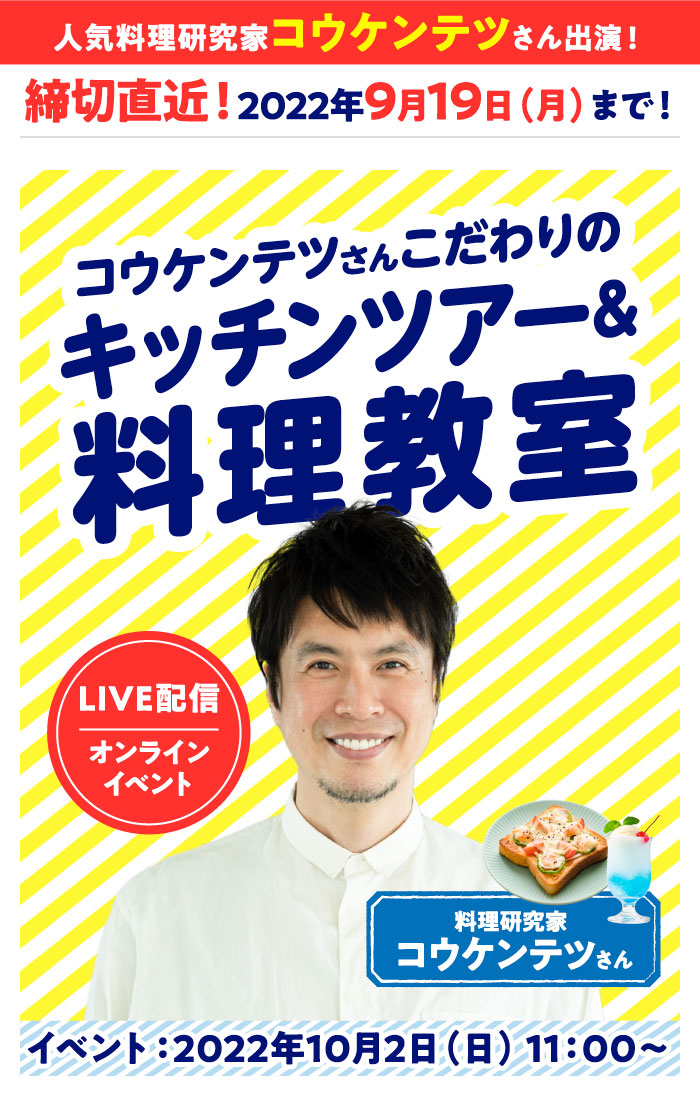 人気料理研究家コウケンテツさん出演！
締切直近！2022年9月19日（月）まで！
コウケンテツさんこだわりの
キッチンツアー&
料理教室
LIVE配信
オンライン
イベント
料理研究家
コウケンテツさん
イベント：2022年10月2日（日）11：00〜